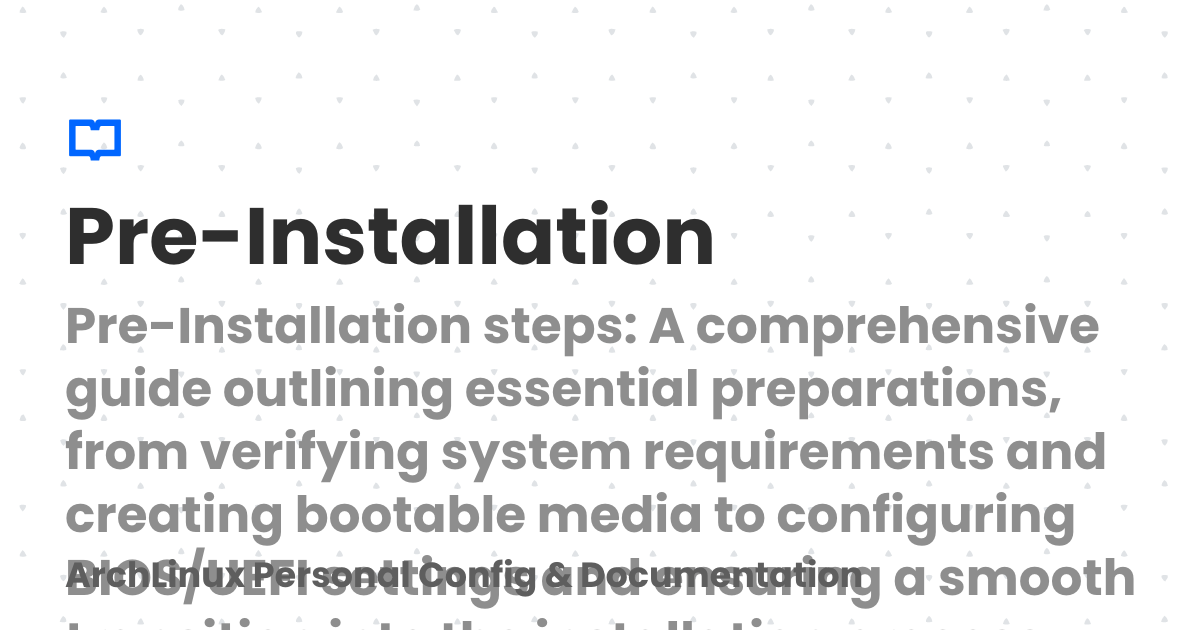 Pre-Installation
Pre-Installation steps: A comprehensive
guide outlining essential preparations,
from verifying system requirements and
creating bootable media to configuring
BIOS/UEFI settings and ensuring a smooth
ArchLinux Personal Config & Documentation